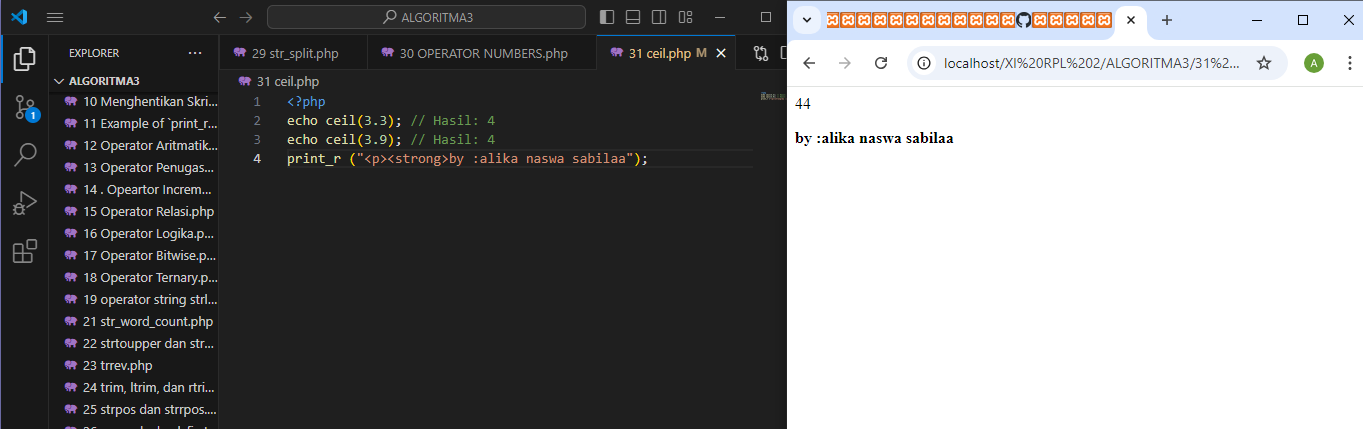 ALGORITMA3
EXPLORER
ALGORITMA3
10 Menghentikan Skri...
11 Example of `print_r...
12 Operator Aritmatik...
13 Operator Penugas...
14 . Opeartor Increm...
15 Operator Relasi.php
16 Operator Logika.p...
17 Operator Bitwise.p...
18 Operator Ternary.p...
19 operator string strl...
21 str_word_count.php
22 strtoupper dan str...
23 trrev.php
24 trim, ltrim, dan rtri...
25 strpos dan strrpos....
1
29 str_split.php
30 OPERATOR NUMBERS.php
31 ceil.php M
31 ceil.php
1 <?php
2 echo ceil(3.3); // Hasil: 4
3 echo ceil(3.9); // Hasil: 4
4 print_r ("<p><strong>by :alika naswa sabilaa");
localhost/XI%20RPL%202/ALGORITMA3/31%2...
A
44
by :alika naswa sabilaa